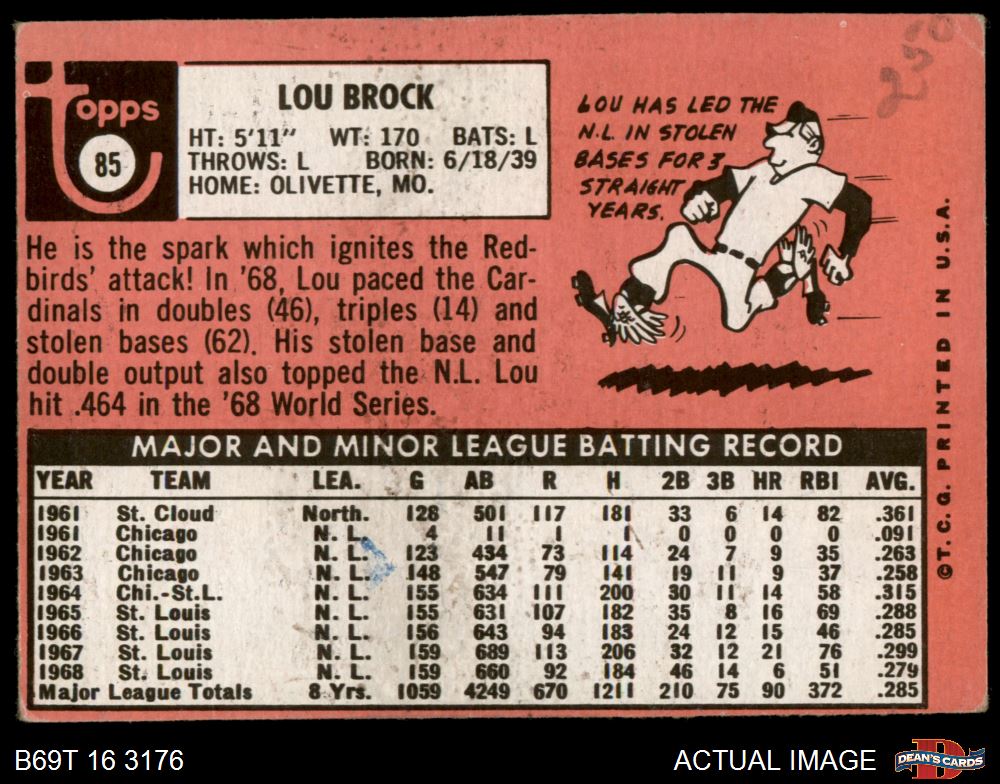 250
Topps
85
LOU BROCK
HT: 5'11" WT: 170 BATS: L
THROWS: L BORN: 6/18/39
HOME: OLIVETTE, MO.
LOU HAS LED THE
N.L. IN STOLEN
BASES FOR 3
STRAIGHT
YEARS.
He is the spark which ignites the Red-
birds' attack! In '68, Lou paced the Car-
dinals in doubles (46), triples (14) and
stolen bases (62). His stolen base and
double output also topped the N.L. Lou
hit .464 in the '68 World Series.
MAJOR AND MINOR LEAGUE BATTING RECORD
YEAR TEAM LEA. G AB R H 2B 3B HR RBI AVG.
1961 St. Cloud North. 128 501 117 181 33 6 14 82 .361
1961 Chicago N. L. 4 11 1 1 0 0 0 0 .091
1962 Chicago N. L. 123 434 73 114 24 7 9 35 .263
1963 Chicago N. L. 148 547 79 141 19 11 9 37 .258
1964 Chi.-St.L. N. L. 155 634 111 200 30 11 14 58 .315
1965 St. Louis N. L. 155 631 107 182 35 8 16 69 .288
1966 St. Louis N. L. 156 643 94 183 24 12 15 46 .285
1967 St. Louis N. L. 159 689 113 206 32 12 21 76 .299
1968 St. Louis N. L. 159 660 92 184 46 14 6 51 .279
Major League Totals 8 Yrs. 1059 4249 670 1211 210 75 90 372 .285
©T. C. G. PRINTED IN U.S.A.
B69T 16 3176
ACTUAL IMAGE
D
DEAN'S CARDS